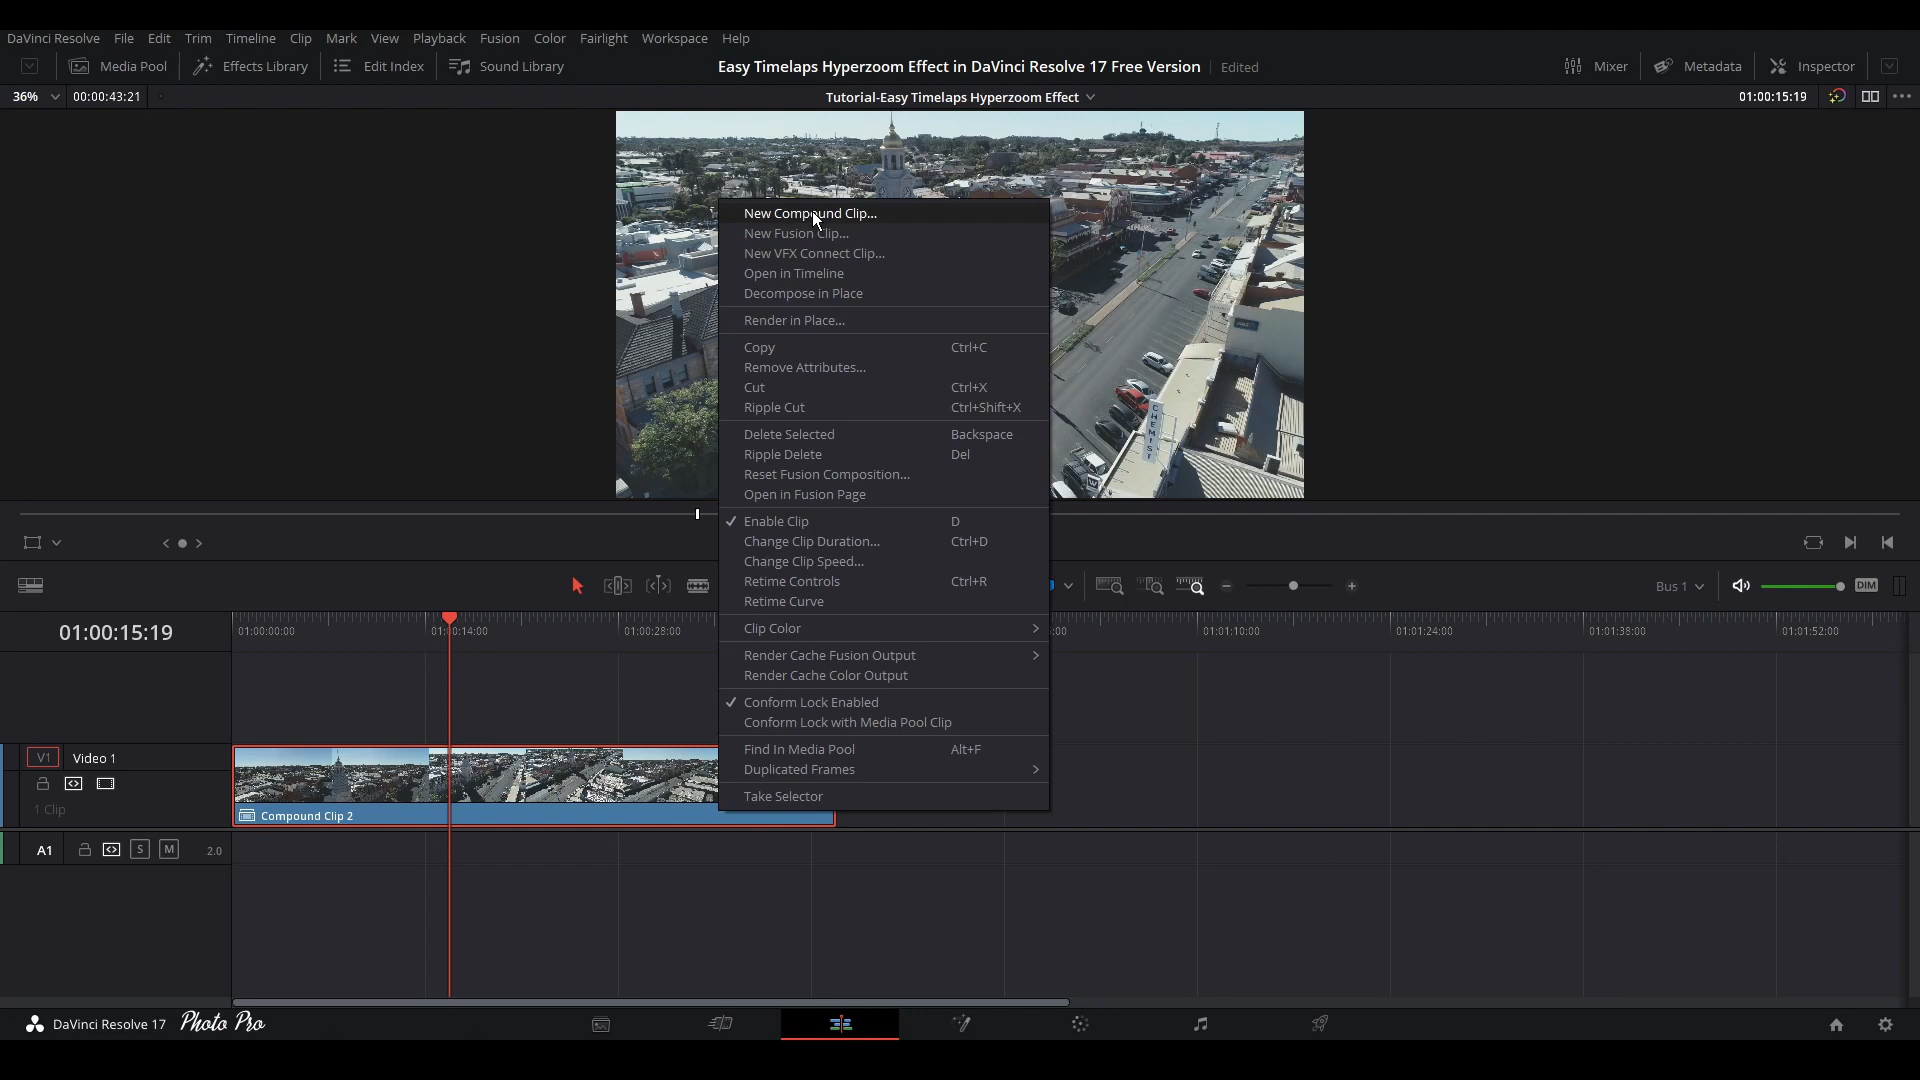 DaVinci Resolve File Edit Trim Timeline Clip Mark View Playback Fusion Color Fairlight Workspace Help
Media Pool Effects Library Edit Index Sound Library Easy Timelaps Hyperzoom Effect in DaVinci Resolve 17 Free Version Edited Mixer Metadata Inspector
36% 00:00:43:21 Tutorial-Easy Timelaps Hyperzoom Effect 01:00:15:19
New Compound Clip...
New Fusion Clip...
New VFX Connect Clip...
Open in Timeline
Decompose in Place
Render in Place...
Copy Ctrl+C
Remove Attributes...
Cut Ctrl+X
Ripple Cut Ctrl+Shift+X
CHEMIST
Delete Selected Backspace
Ripple Delete Del
Reset Fusion Composition...
Open in Fusion Page
Enable Clip D
Change Clip Duration... Ctrl+D
Change Clip Speed...
Retime Controls Ctrl+R
Retime Curve
Bus 1 DIM
Clip Color
Render Cache Fusion Output
Render Cache Color Output
Conform Lock Enabled
Conform Lock with Media Pool Clip
Find In Media Pool Alt+F
Duplicated Frames
Take Selector
01:00:15:19 01:00:00:00 01:00:14:00 01:00:28:00 01:01:10:00 01:01:24:00 01:01:38:00 01:01:52:00
V1 Video 1
1 Clip
Compound Clip 2
A1 S M 2.0
DaVinci Resolve 17 Photo Pro